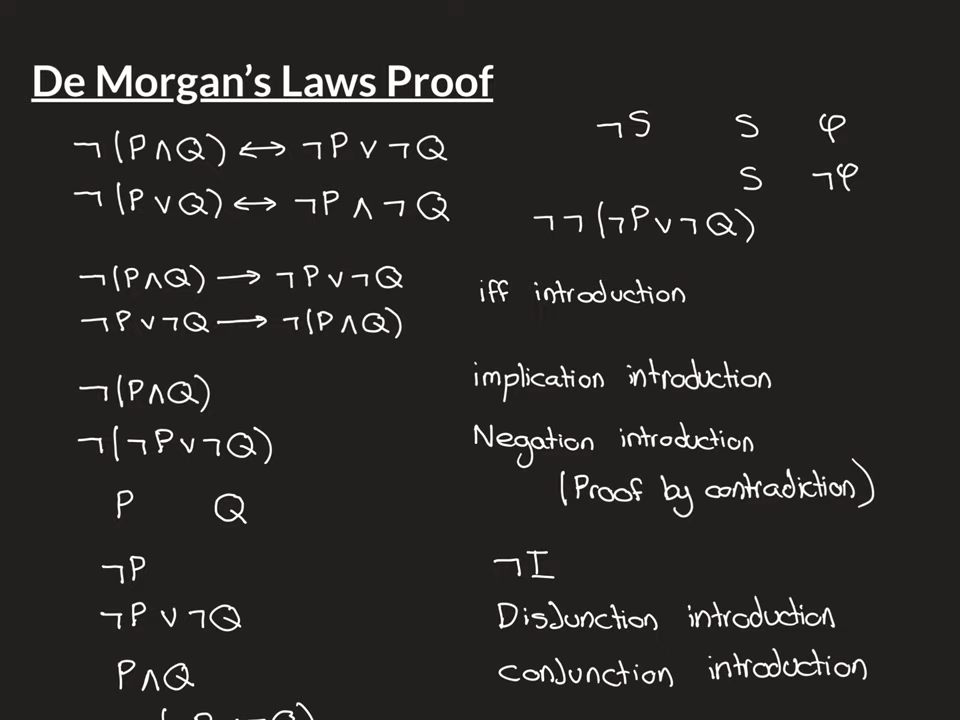 De Morgan's Laws Proof
¬(P∧Q) ↔ ¬P ∨ ¬Q
¬(P∨Q) ↔ ¬P ∧ ¬Q
¬S S φ
S ¬φ
¬¬(¬P∨¬Q)
¬(P∧Q) → ¬P ∨ ¬Q
iff introduction
¬P ∨ ¬Q → ¬(P∧Q)
¬(P∧Q)
implication introduction
¬(¬P∨¬Q)
Negation introduction
(Proof by contradiction)
P Q
¬P
¬I
¬P ∨ ¬Q
Disjunction introduction
P∧Q
conjunction introduction